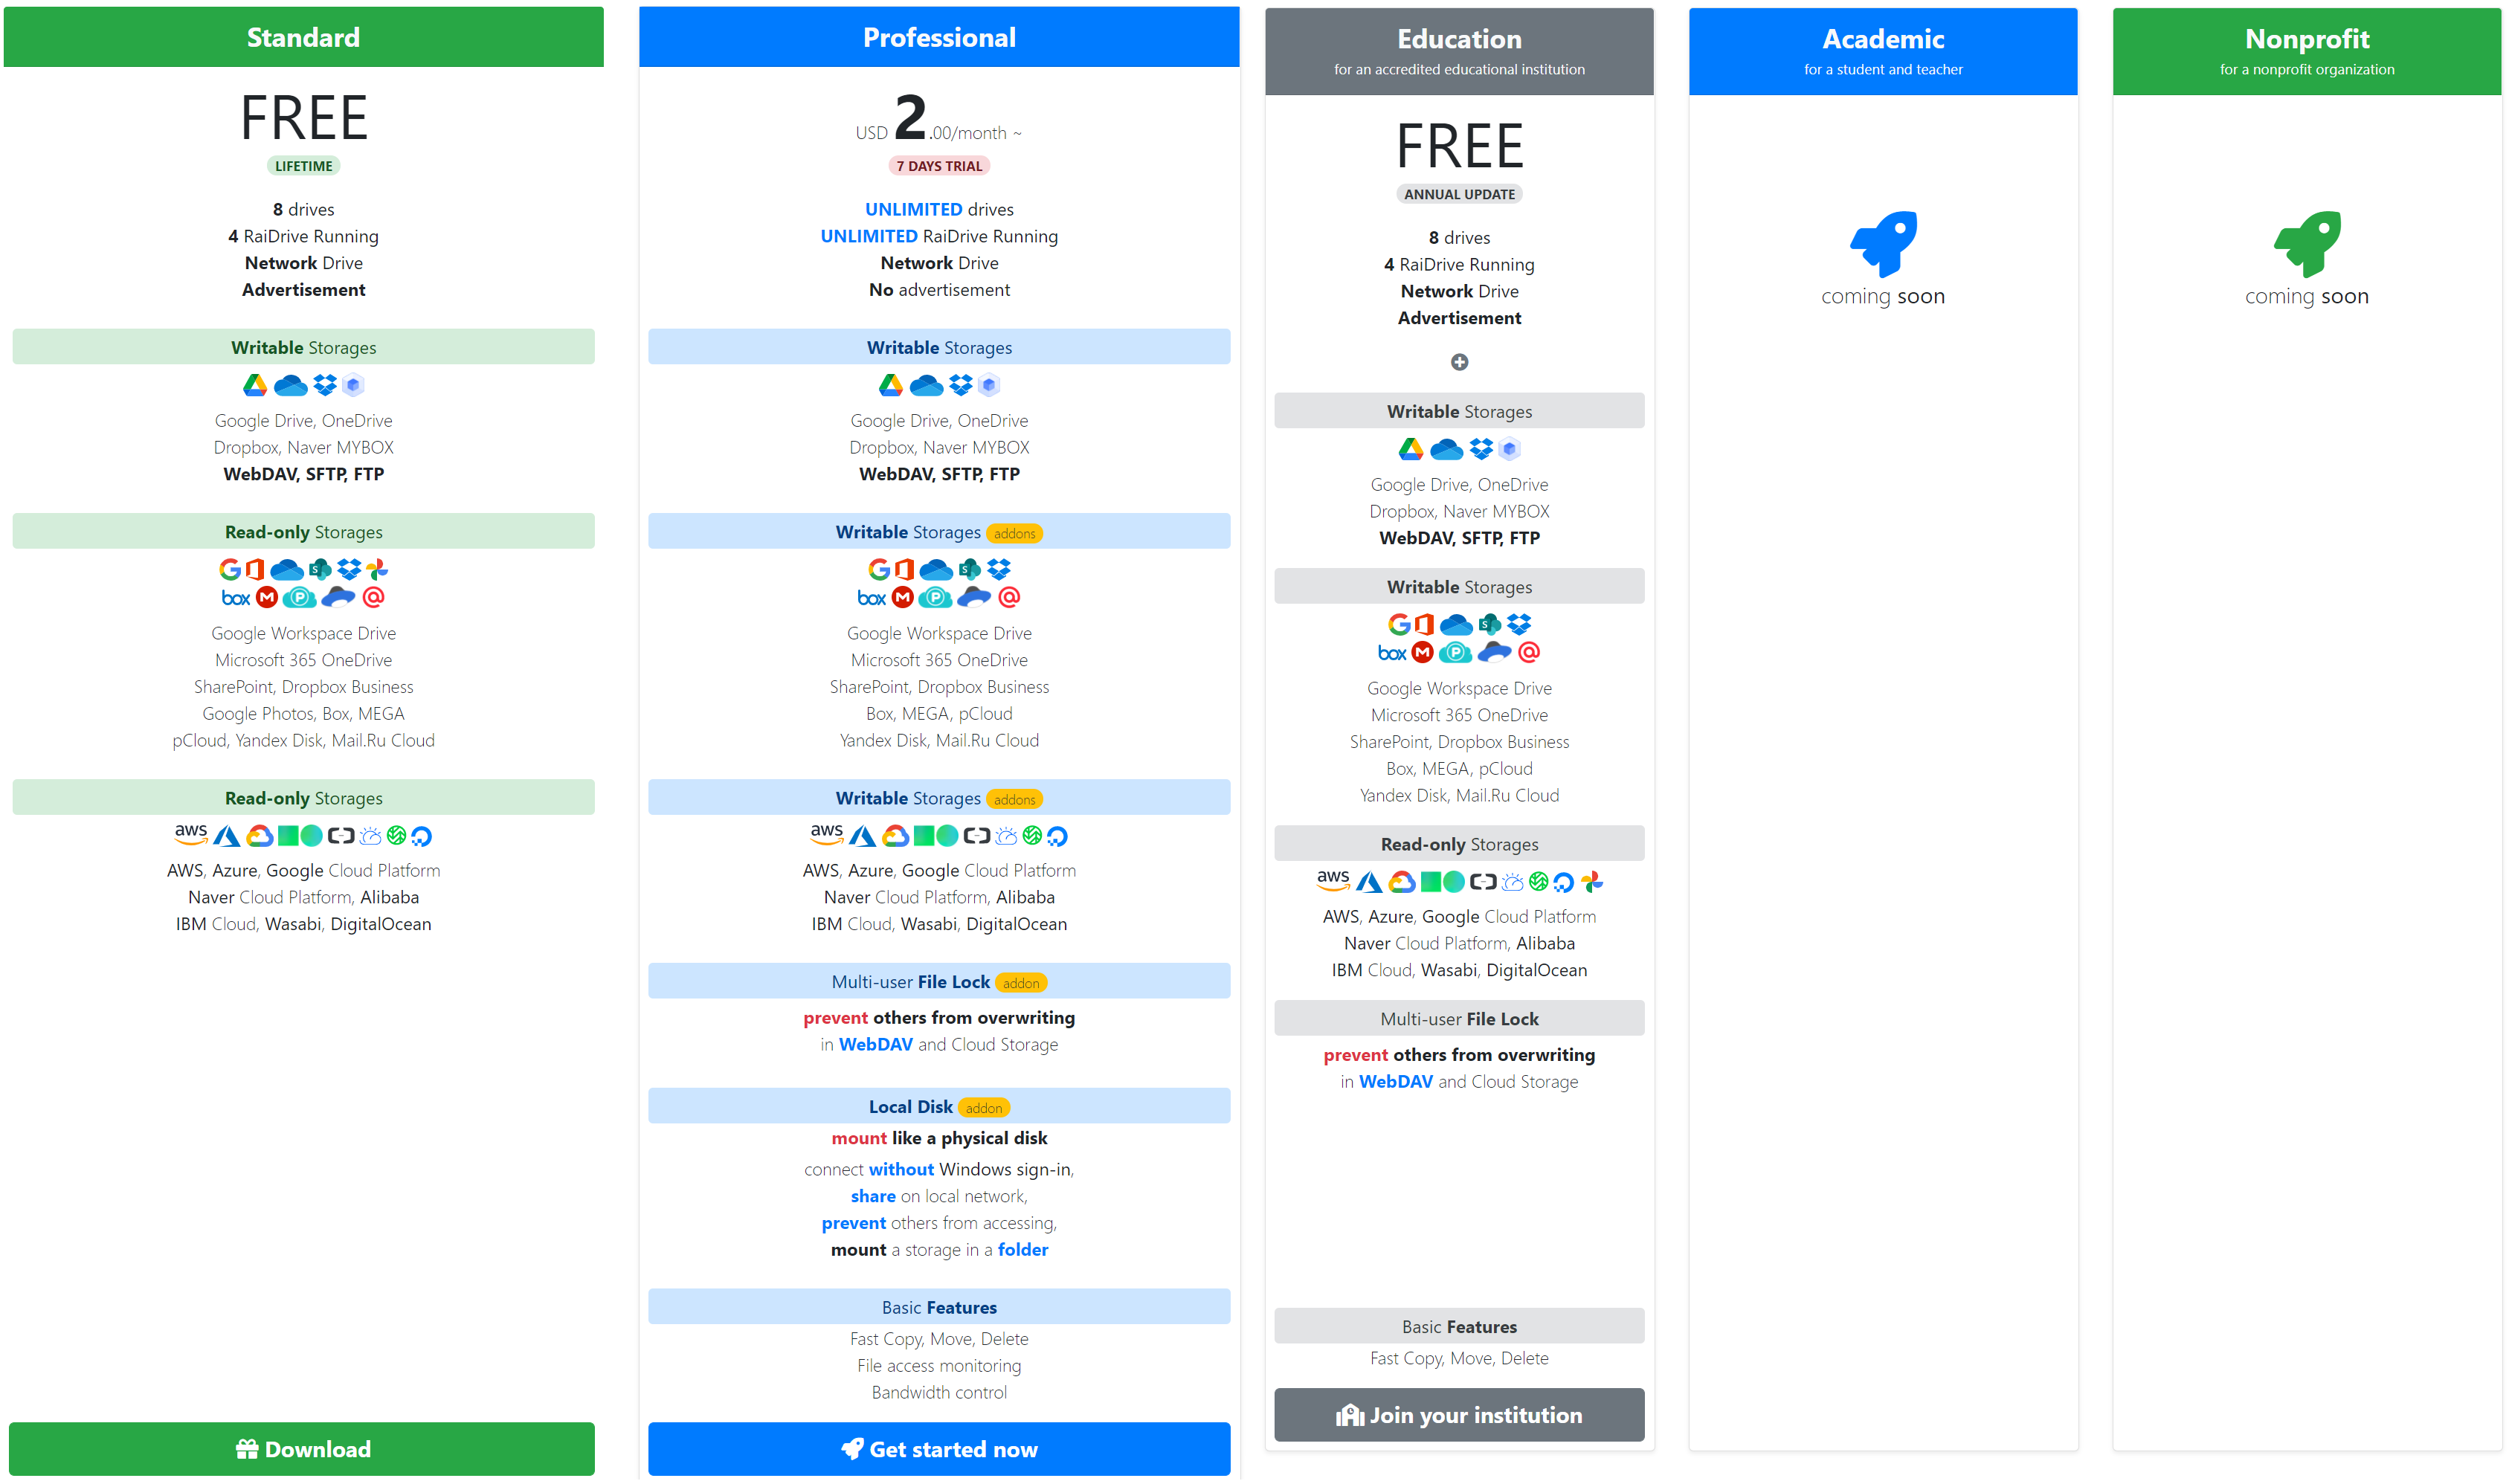 Standard
FREE
LIFETIME
8 drives
4 RaiDrive Running
Network Drive
Advertisement
Writable Storages
Google Drive, OneDrive
Dropbox, Naver MYBOX
WebDAV, SFTP, FTP
Read-only Storages
box
Google Workspace Drive
Microsoft 365 OneDrive
SharePoint, Dropbox Business
Google Photos, Box, MEGA
pCloud, Yandex Disk, Mail.Ru Cloud
Read-only Storages
aws
AWS, Azure, Google Cloud Platform
Naver Cloud Platform, Alibaba
IBM Cloud, Wasabi, DigitalOcean
Download
Professional
USD 2.00/month ~
7 DAYS TRIAL
UNLIMITED drives
UNLIMITED RaiDrive Running
Network Drive
No advertisement
Writable Storages
Google Drive, OneDrive
Dropbox, Naver MYBOX
WebDAV, SFTP, FTP
Writable Storages addons
box
Google Workspace Drive
Microsoft 365 OneDrive
SharePoint, Dropbox Business
Box, MEGA, pCloud
Yandex Disk, Mail.Ru Cloud
Writable Storages addons
aws
AWS, Azure, Google Cloud Platform
Naver Cloud Platform, Alibaba
IBM Cloud, Wasabi, DigitalOcean
Multi-user File Lock addon
prevent others from overwriting
in WebDAV and Cloud Storage
Local Disk addon
mount like a physical disk
connect without Windows sign-in,
share on local network,
prevent others from accessing,
mount a storage in a folder
Basic Features
Fast Copy, Move, Delete
File access monitoring
Bandwidth control
Get started now
Education
for an accredited educational institution
FREE
ANNUAL UPDATE
8 drives
4 RaiDrive Running
Network Drive
Advertisement
Writable Storages
Google Drive, OneDrive
Dropbox, Naver MYBOX
WebDAV, SFTP, FTP
Writable Storages
box
Google Workspace Drive
Microsoft 365 OneDrive
SharePoint, Dropbox Business
Box, MEGA, pCloud
Yandex Disk, Mail.Ru Cloud
Read-only Storages
aws
AWS, Azure, Google Cloud Platform
Naver Cloud Platform, Alibaba
IBM Cloud, Wasabi, DigitalOcean
Multi-user File Lock
prevent others from overwriting
in WebDAV and Cloud Storage
Basic Features
Fast Copy, Move, Delete
Join your institution
Academic
for a student and teacher
coming soon
Nonprofit
for a nonprofit organization
coming soon